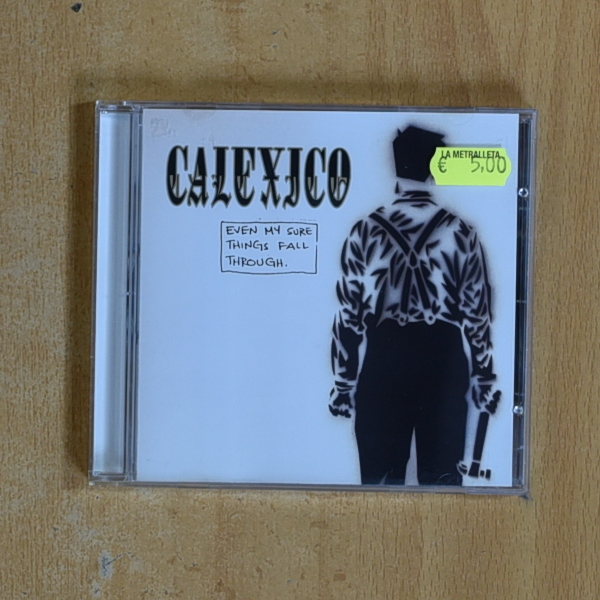 CALEXICO
LA METRALLETA
€ 5,00
EVEN MY SURE
THINGS FALL
THROUGH.